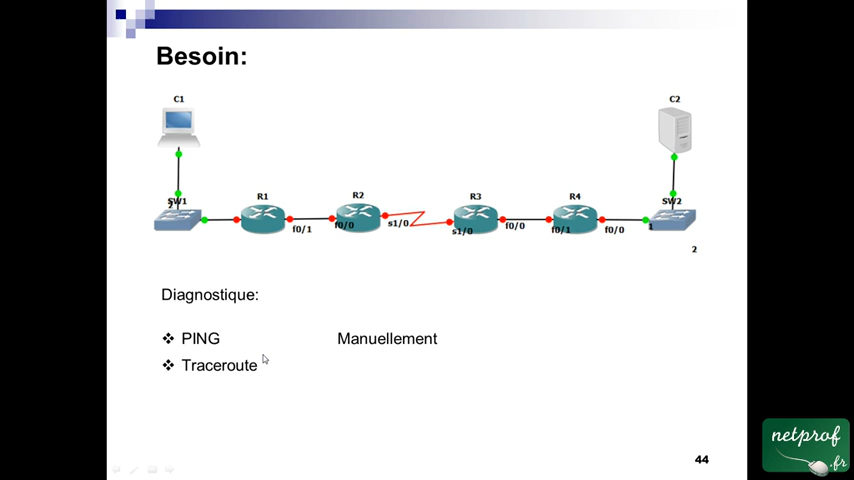 Besoin:
C1
C2
SW1
2
R1
R2
R3
R4
SW2
f0/1
f0/0
s1/0
s1/0
f0/0
f0/1
f0/0
1
2
Diagnostique:
❖ PING
Manuellement
❖ Traceroute
44
netprof
.fr